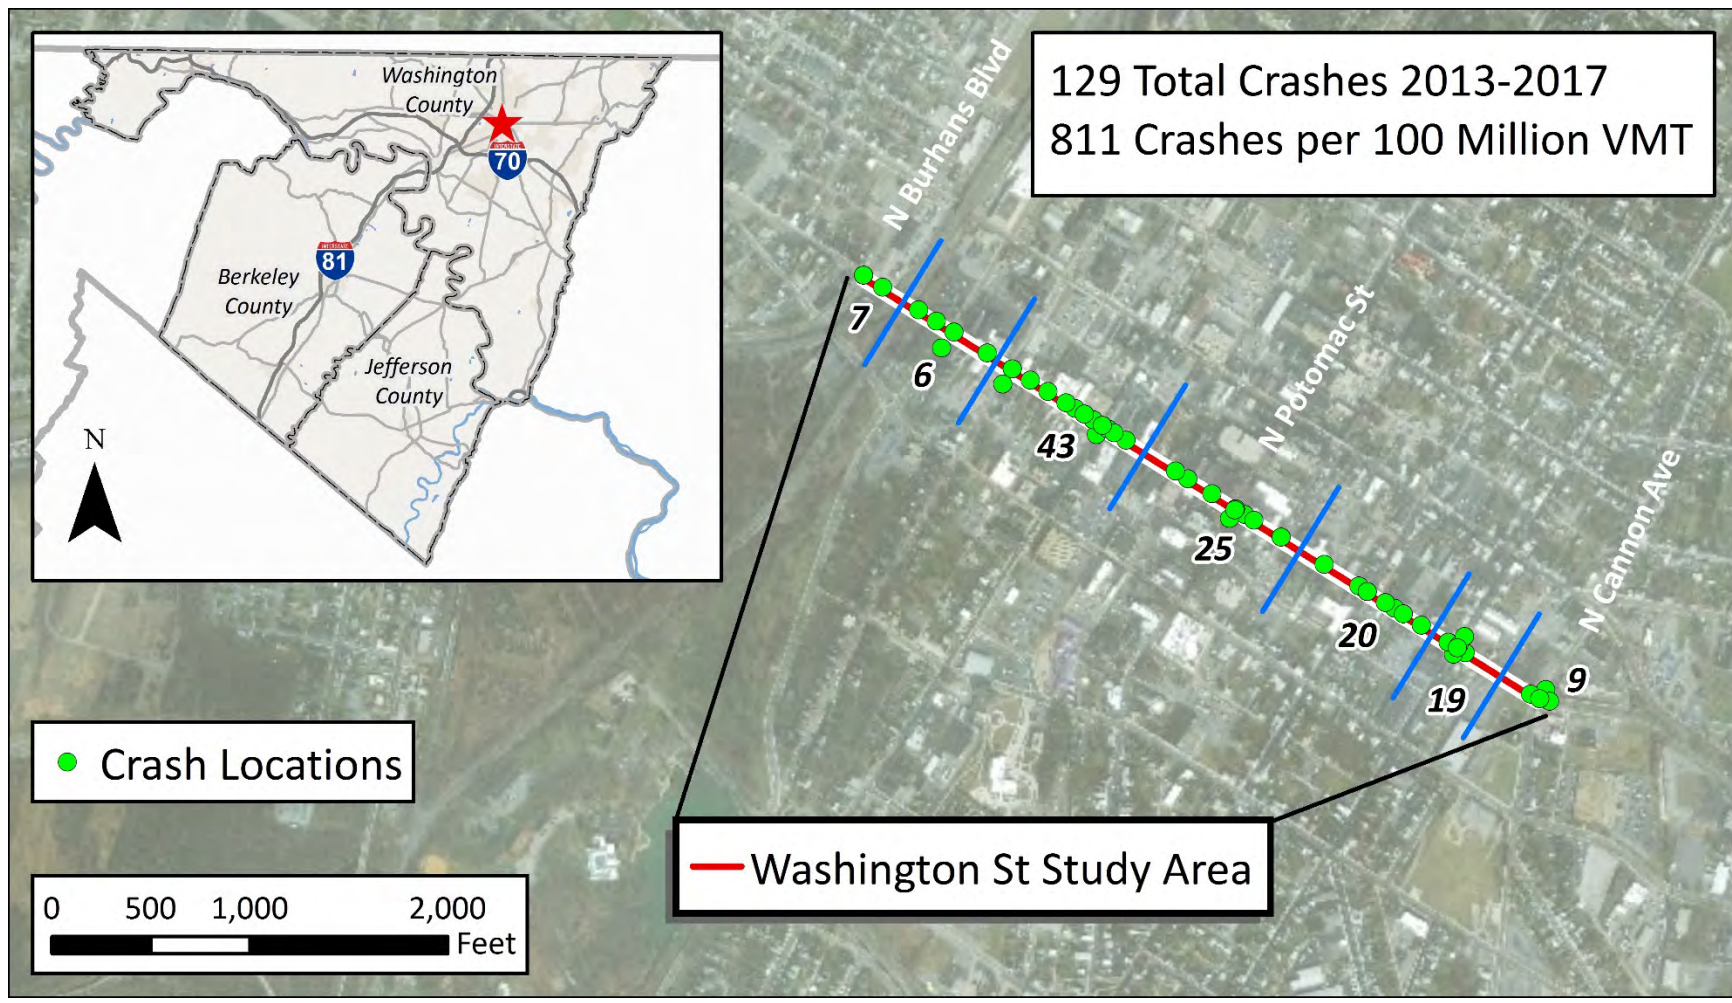 Washington
County
INTERSTATE
70
INTERSTATE
81
Berkeley
County
Jefferson
County
N
129 Total Crashes 2013-2017
811 Crashes per 100 Million VMT
N Burhans Blvd
N Potomac St
N Cannon Ave
7
6
43
25
20
19
9
Crash Locations
Washington St Study Area
0 500 1,000 2,000
Feet